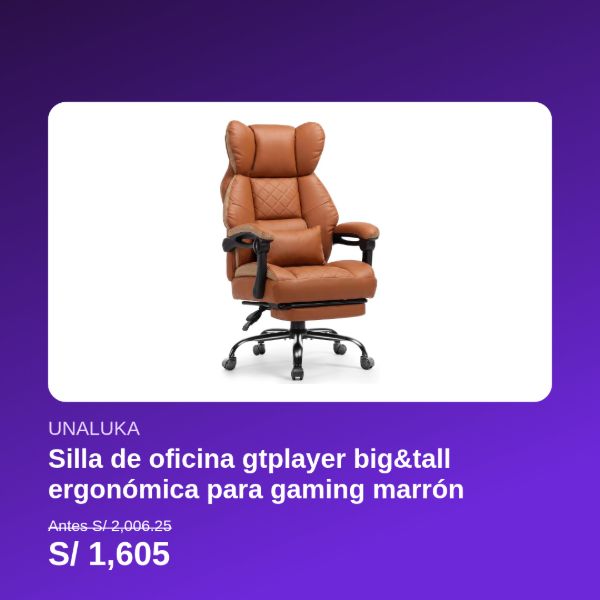 UNALUKA
Silla de oficina gtplayer big&tall
ergonómica para gaming marrón
Antes S/ 2,006.25
S/ 1,605